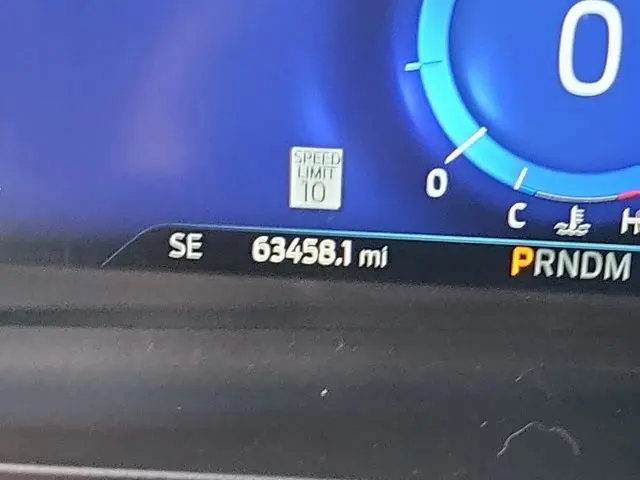 0
SPEED
LIMIT
10
0
C
H
SE 63458.1 mi PRNDM